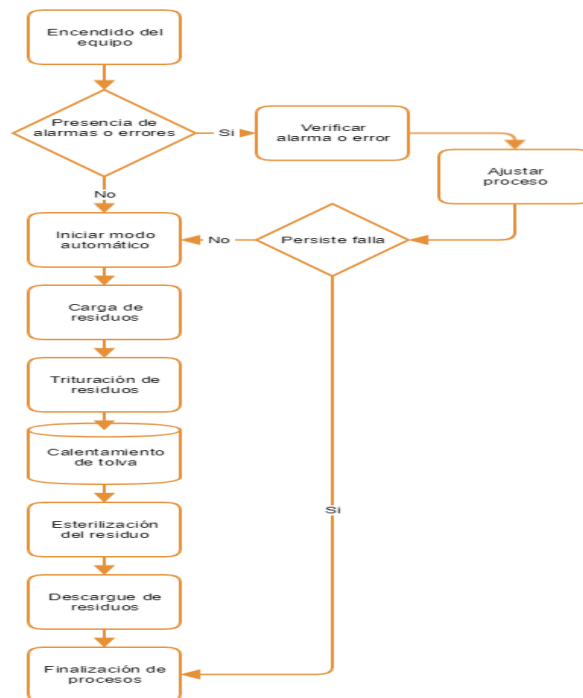 Encendido del
equipo
Presencia de
alarmas o errores
Si
Verificar
alarma o error
Ajustar
proceso
No
Iniciar modo
automático
No
Persiste falla
Carga de
residuos
Trituración de
residuos
Calentamiento
de tolva
Si
Esterilización
del residuo
Descargue de
residuos
Finalización de
procesos